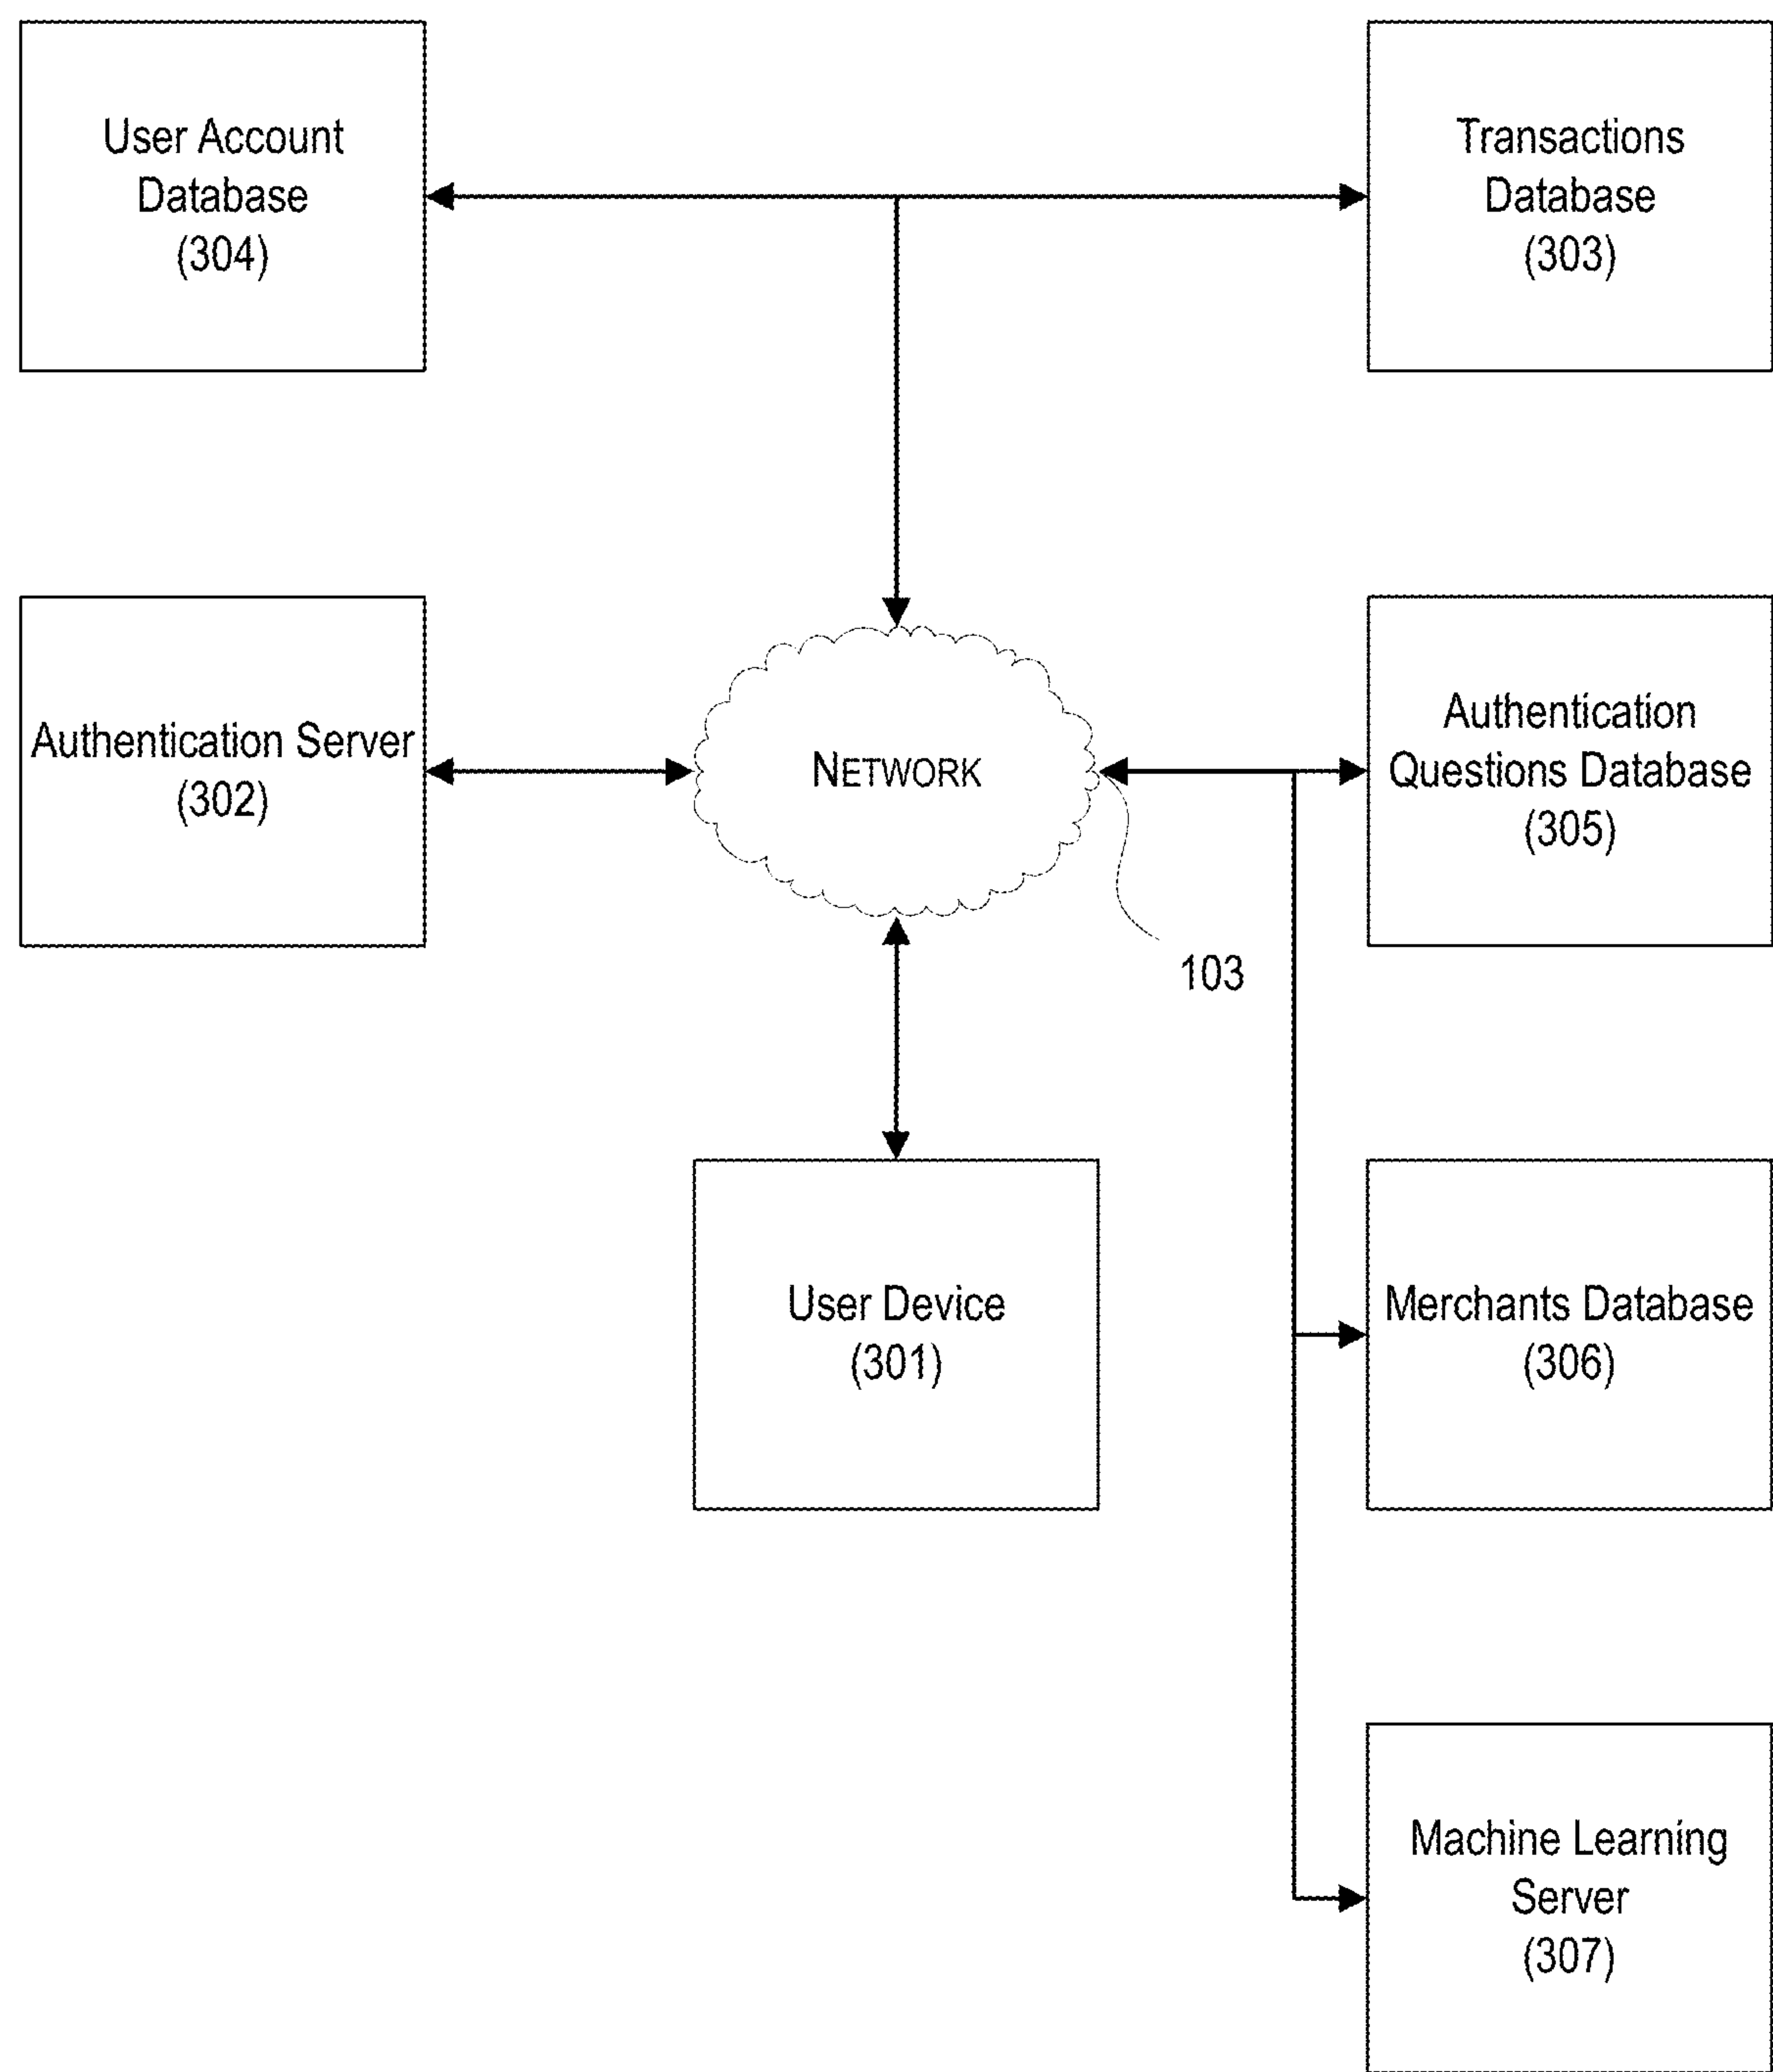 User Account
Database
(304)
Transactions
Database
(303)
Authentication Server
(302)
NETWORK
Authentication
Questions Database
(305)
103
User Device
(301)
Merchants Database
(306)
Machine Learning
Server
(307)